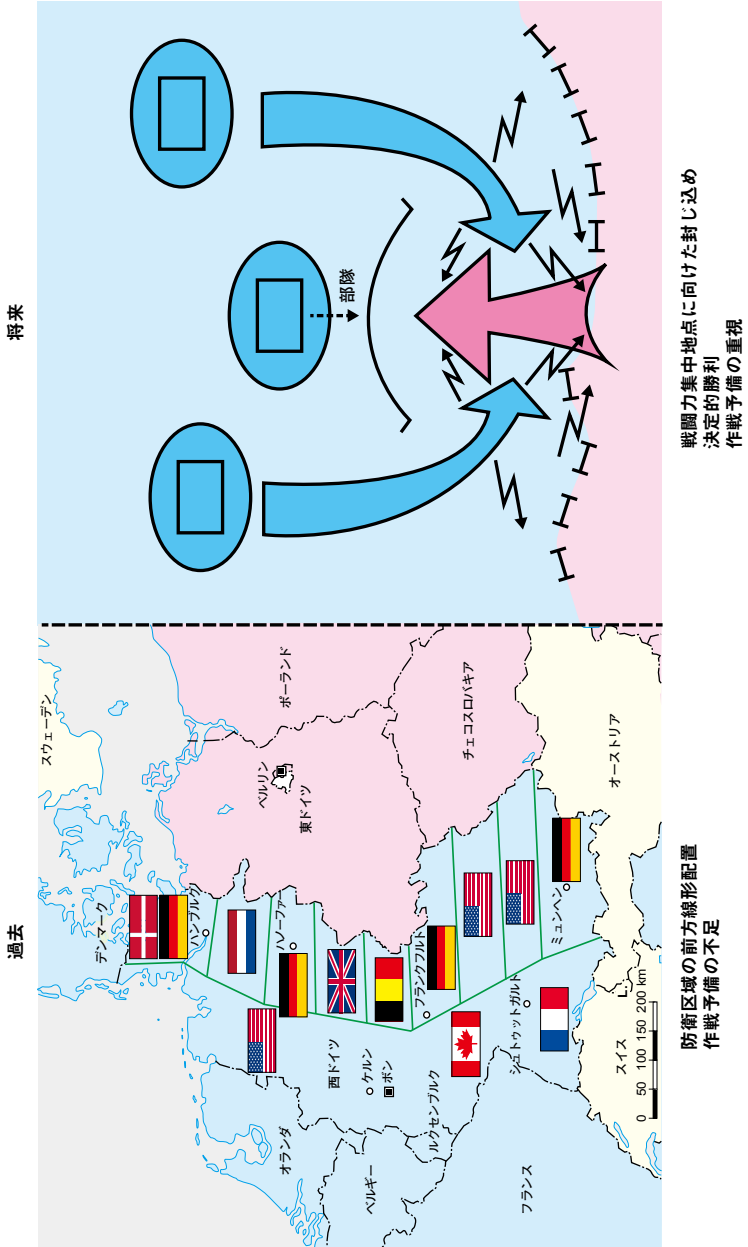 過去
スウェーデン
デンマーク
ハンブルク
ポーランド
ベルリン
東ドイツ
ハノーファー
オランダ
西ドイツ
ケルン
ボン
ベルギー
フランクフルト
ルクセンブルク
チェコスロバキア
フランス
シュトゥットガルト
ミュンヘン
オーストリア
スイス
0 50 100 150 200 km
防衛区域の前方線形配置
作戦予備の不足
将来
部隊
戦闘力集中地点に向けた封じ込め
決定的勝利
作戦予備の重視